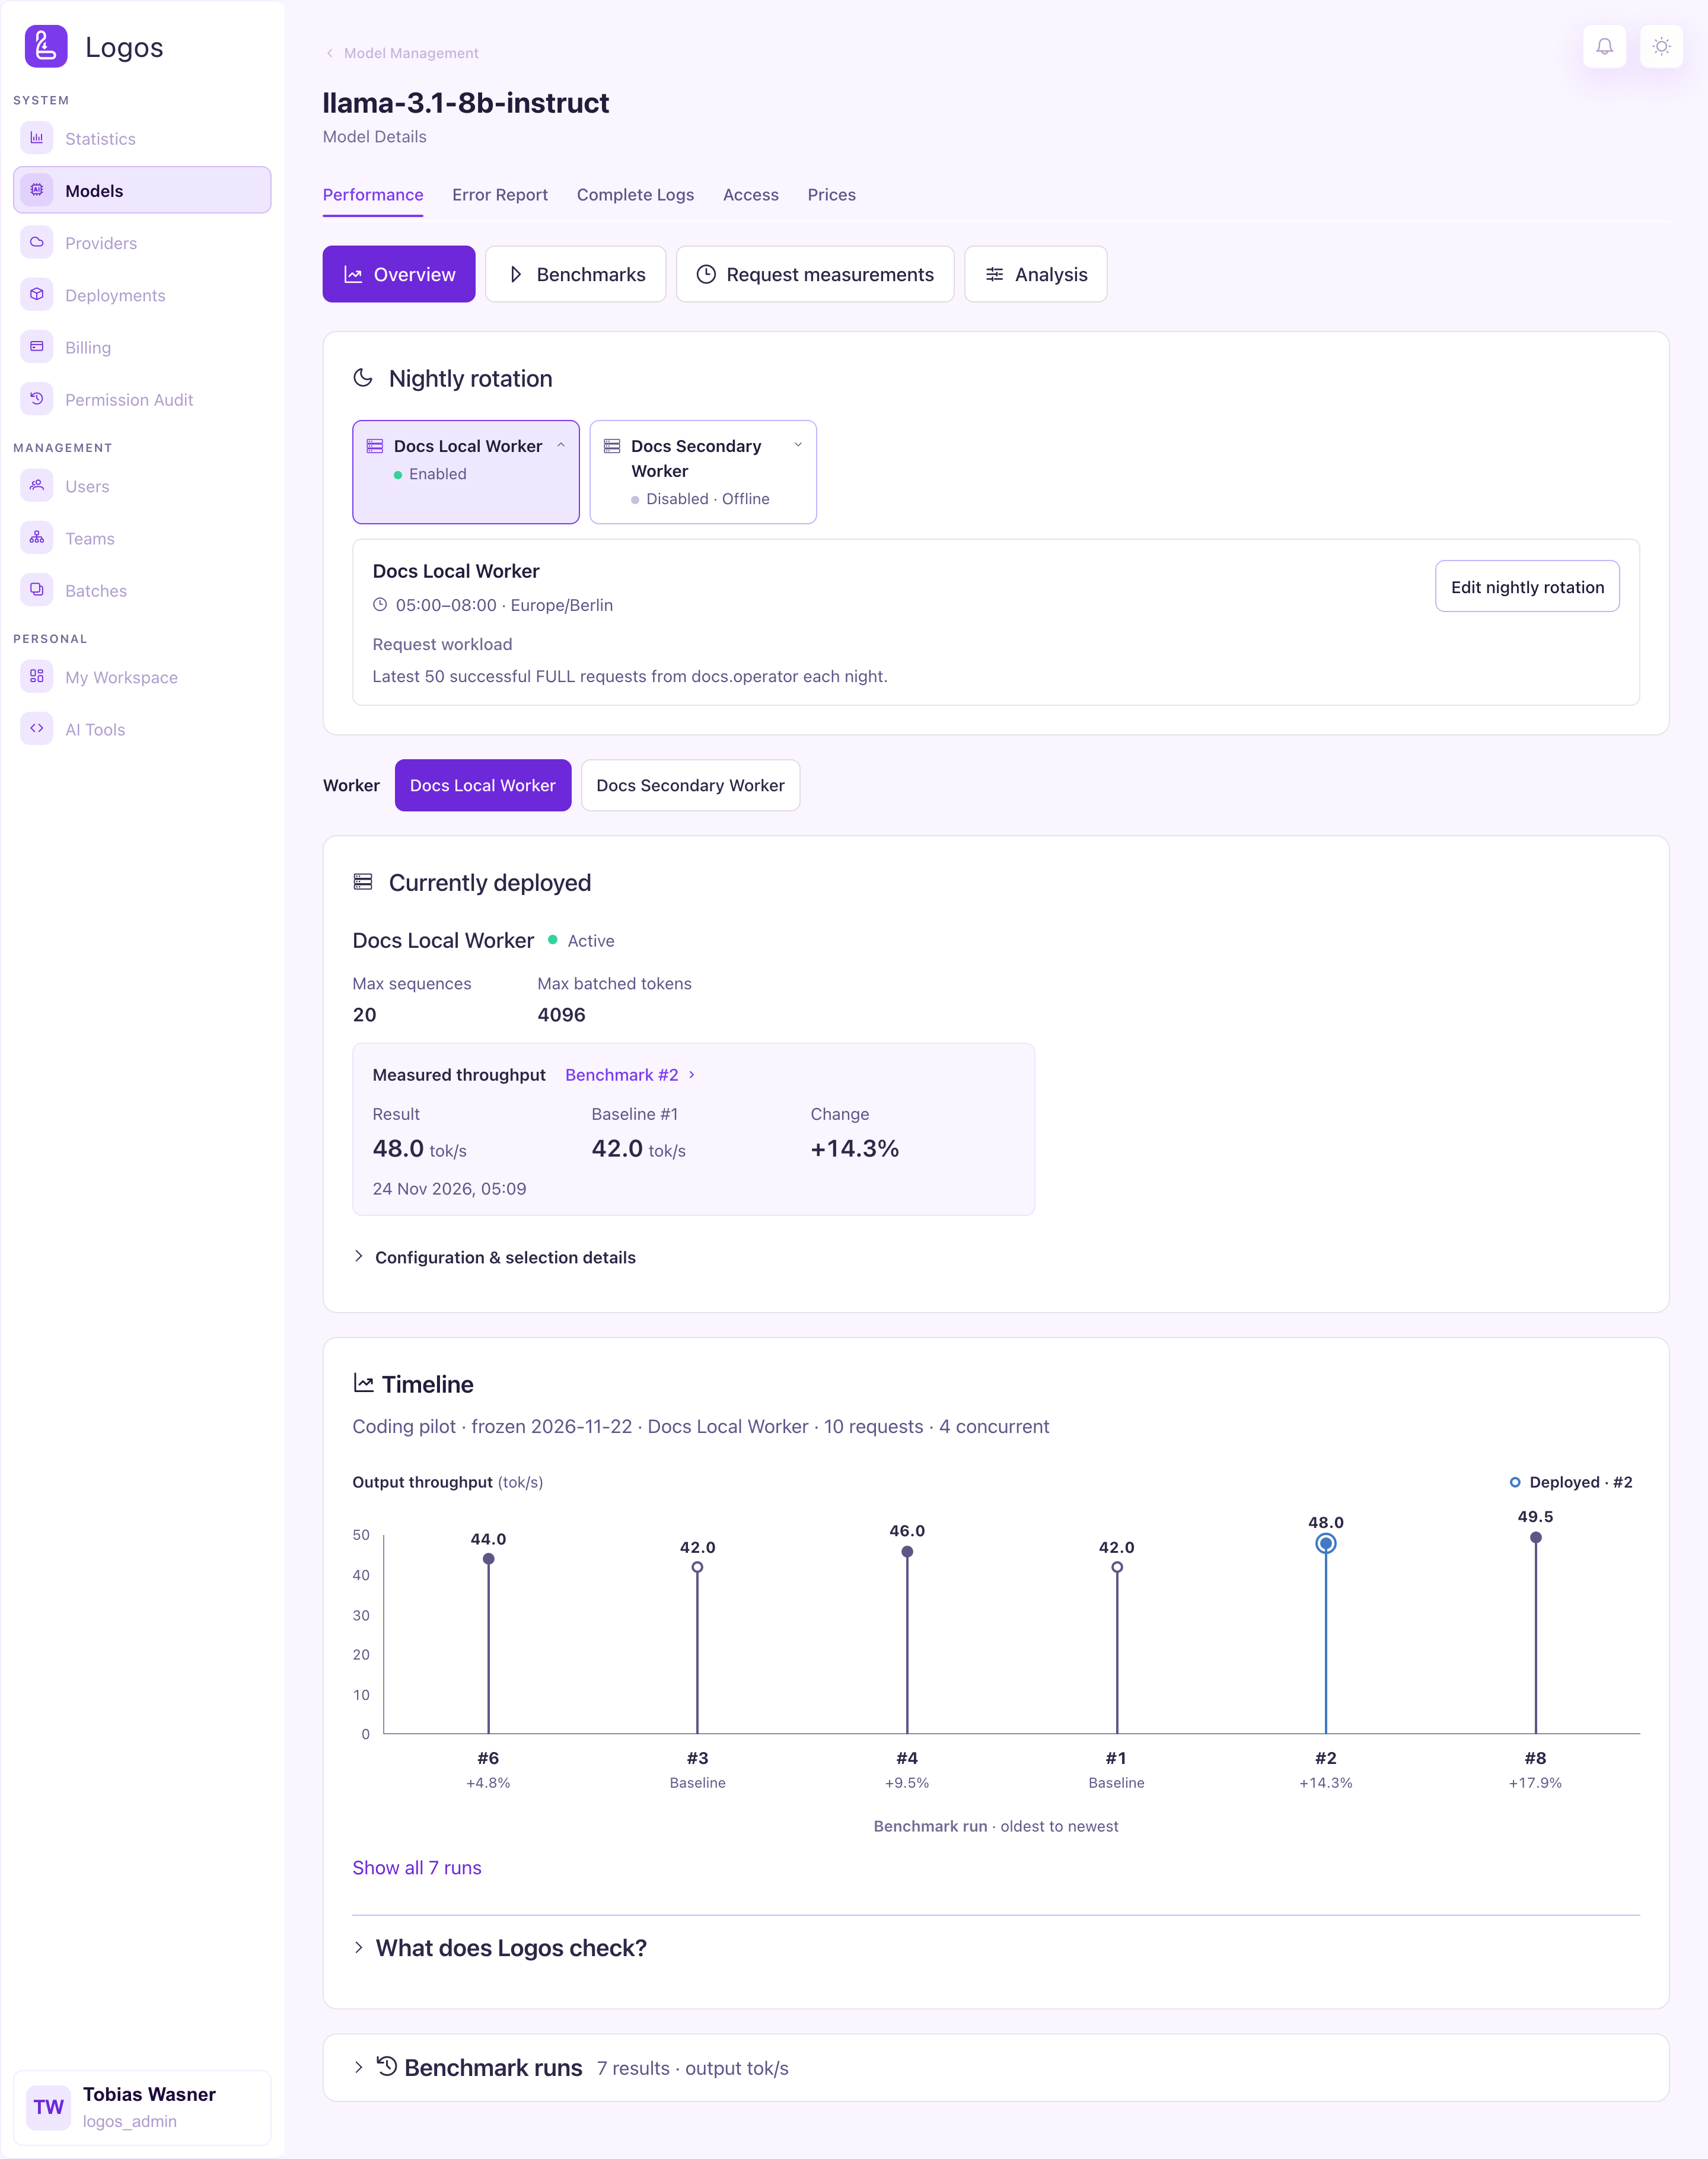 Logos
SYSTEM
Statistics
Models
Providers
Deployments
Billing
Permission Audit
MANAGEMENT
Users
Teams
Batches
PERSONAL
My Workspace
AI Tools
TW
Tobias Wasner
logos_admin
Model Management
llama-3.1-8b-instruct
Model Details
Performance Error Report Complete Logs Access Prices
Overview Benchmarks Request measurements Analysis
Nightly rotation
Docs Local Worker
Enabled
Docs Secondary
Worker
Disabled · Offline
Docs Local Worker
05:00–08:00 · Europe/Berlin
Edit nightly rotation
Request workload
Latest 50 successful FULL requests from docs.operator each night.
Worker Docs Local Worker Docs Secondary Worker
Currently deployed
Docs Local Worker Active
Max sequences Max batched tokens
20 4096
Measured throughput Benchmark #2
Result Baseline #1 Change
48.0 tok/s 42.0 tok/s +14.3%
24 Nov 2026, 05:09
Configuration & selection details
Timeline
Coding pilot · frozen 2026-11-22 · Docs Local Worker · 10 requests · 4 concurrent
Output throughput (tok/s) Deployed · #2
50
40
30
20
10
0
44.0 42.0 46.0 42.0 48.0 49.5
#6 #3 #4 #1 #2 #8
+4.8% Baseline +9.5% Baseline +14.3% +17.9%
Benchmark run · oldest to newest
Show all 7 runs
What does Logos check?
Benchmark runs 7 results · output tok/s